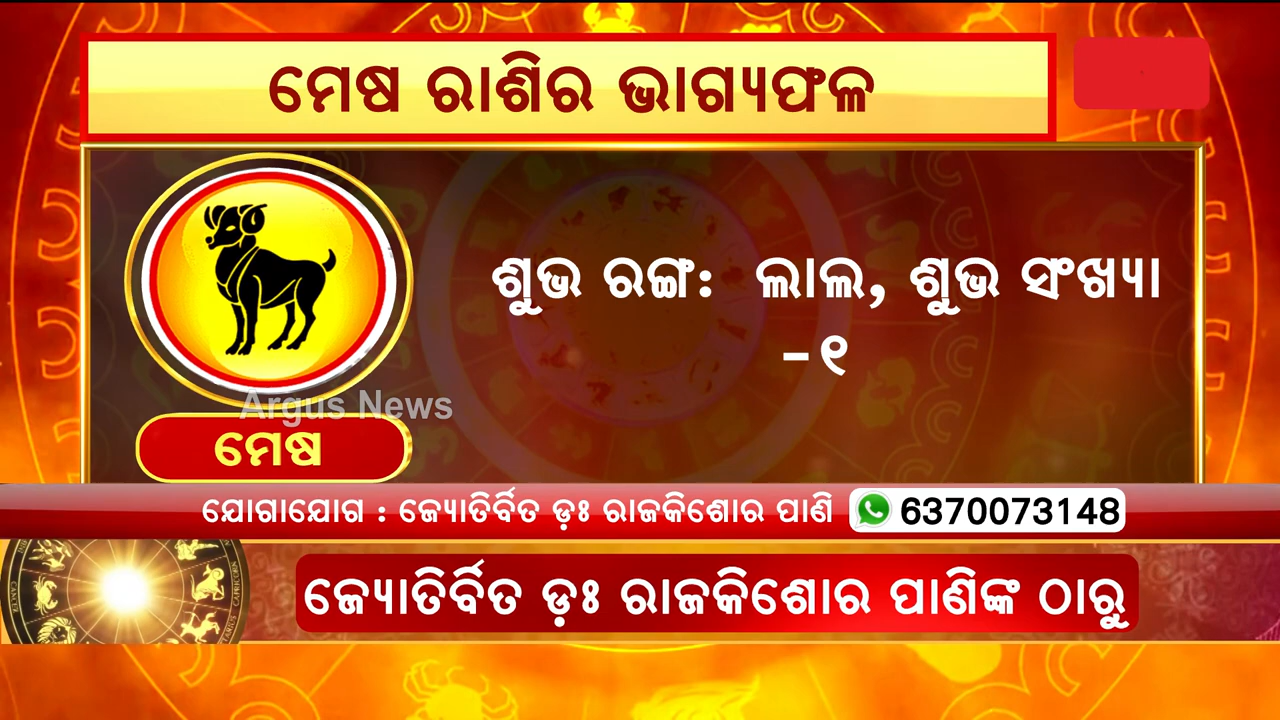 ମେଷ ରାଶିର ଭାଗ୍ୟଫଳ
ଶୁଭ ରଙ୍ଗ: ଲାଲ, ଶୁଭ ସଂଖ୍ୟା
-୧
Argus News
ମେଷ
ଯୋଗାଯୋଗ : ଜ୍ୟୋତିର୍ବିତ ଡ଼ଃ ରାଜକିଶୋର ପାଣି 6370073148
ଜ୍ୟୋତିର୍ବିତ ଡ଼ଃ ରାଜକିଶୋର ପାଣିଙ୍କ ଠାରୁ